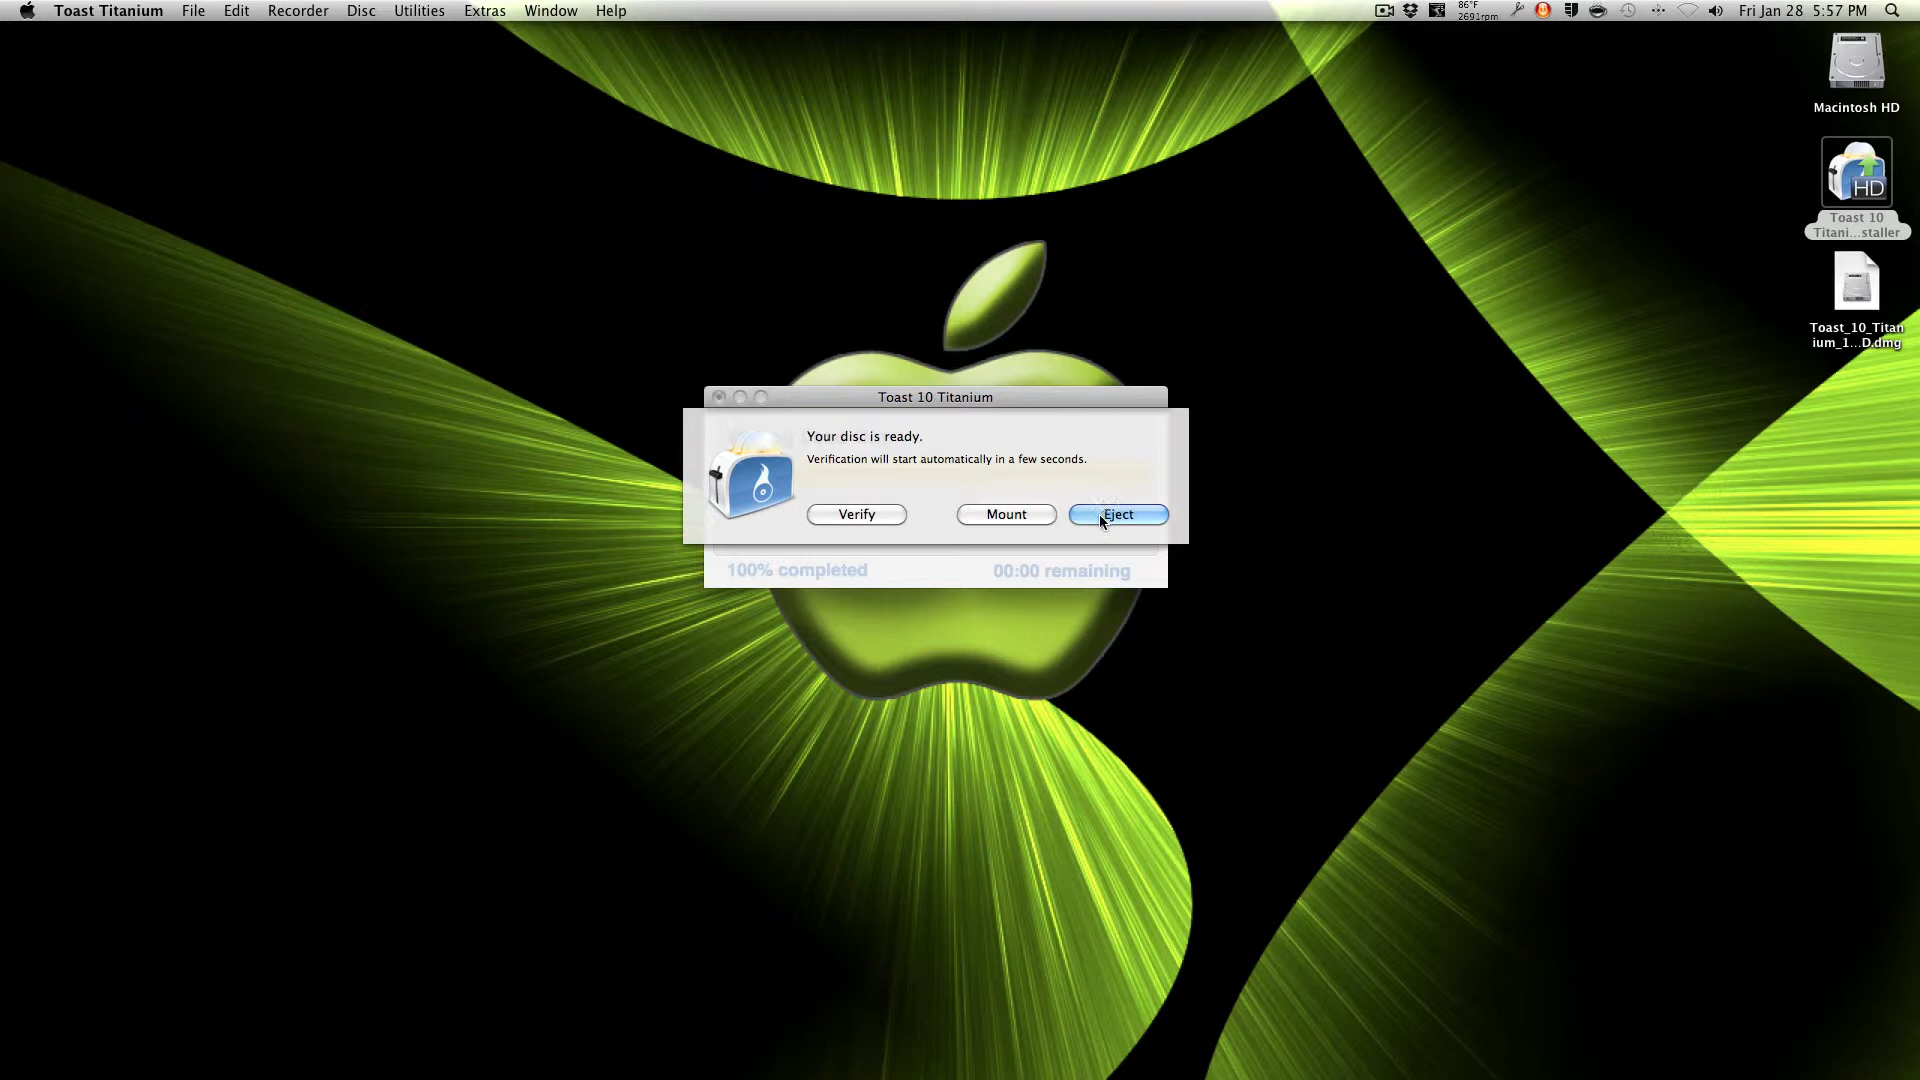 Toast Titanium File Edit Recorder Disc Utilities Extras Window Help
86°F
2691rpm
Fri Jan 28 5:57 PM
Macintosh HD
HD
Toast 10
Titani...staller
Toast_10_Titan
ium_1...D.dmg
Toast 10 Titanium
Your disc is ready.
Verification will start automatically in a few seconds.
Verify Mount Eject
100% completed 00:00 remaining